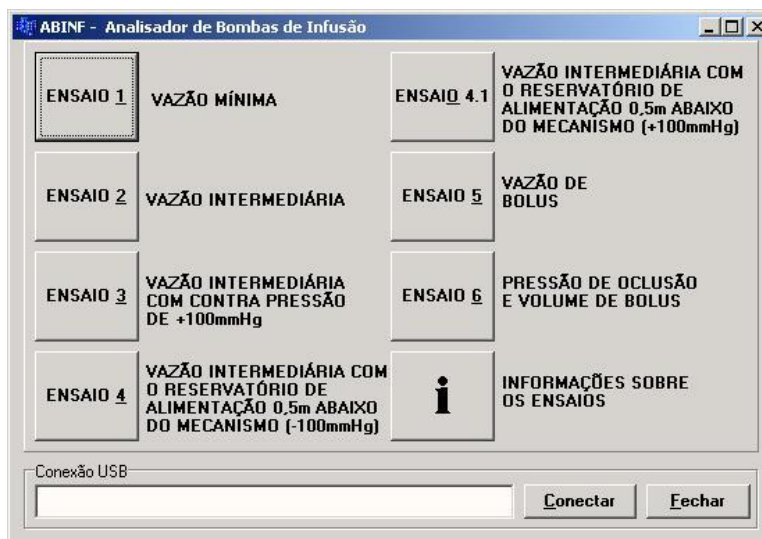 ABINF - Analisador de Bombas de Infusão
ENSAIO 1
VAZÃO MÍNIMA
ENSAIO 2
VAZÃO INTERMEDIÁRIA
ENSAIO 3
VAZÃO INTERMEDIÁRIA
COM CONTRA PRESSÃO
DE +100mmHg
ENSAIO 4
VAZÃO INTERMEDIÁRIA COM
O RESERVATÓRIO DE
ALIMENTAÇÃO 0,5m ABAIXO
DO MECANISMO (-100mmHg)
ENSAIO 4.1
VAZÃO INTERMEDIÁRIA COM
O RESERVATÓRIO DE
ALIMENTAÇÃO 0,5m ABAIXO
DO MECANISMO (+100mmHg)
ENSAIO 5
VAZÃO DE
BOLUS
ENSAIO 6
PRESSÃO DE OCLUSÃO
E VOLUME DE BOLUS
i
INFORMAÇÕES SOBRE
OS ENSAIOS
Conexão USB
Conectar
Fechar